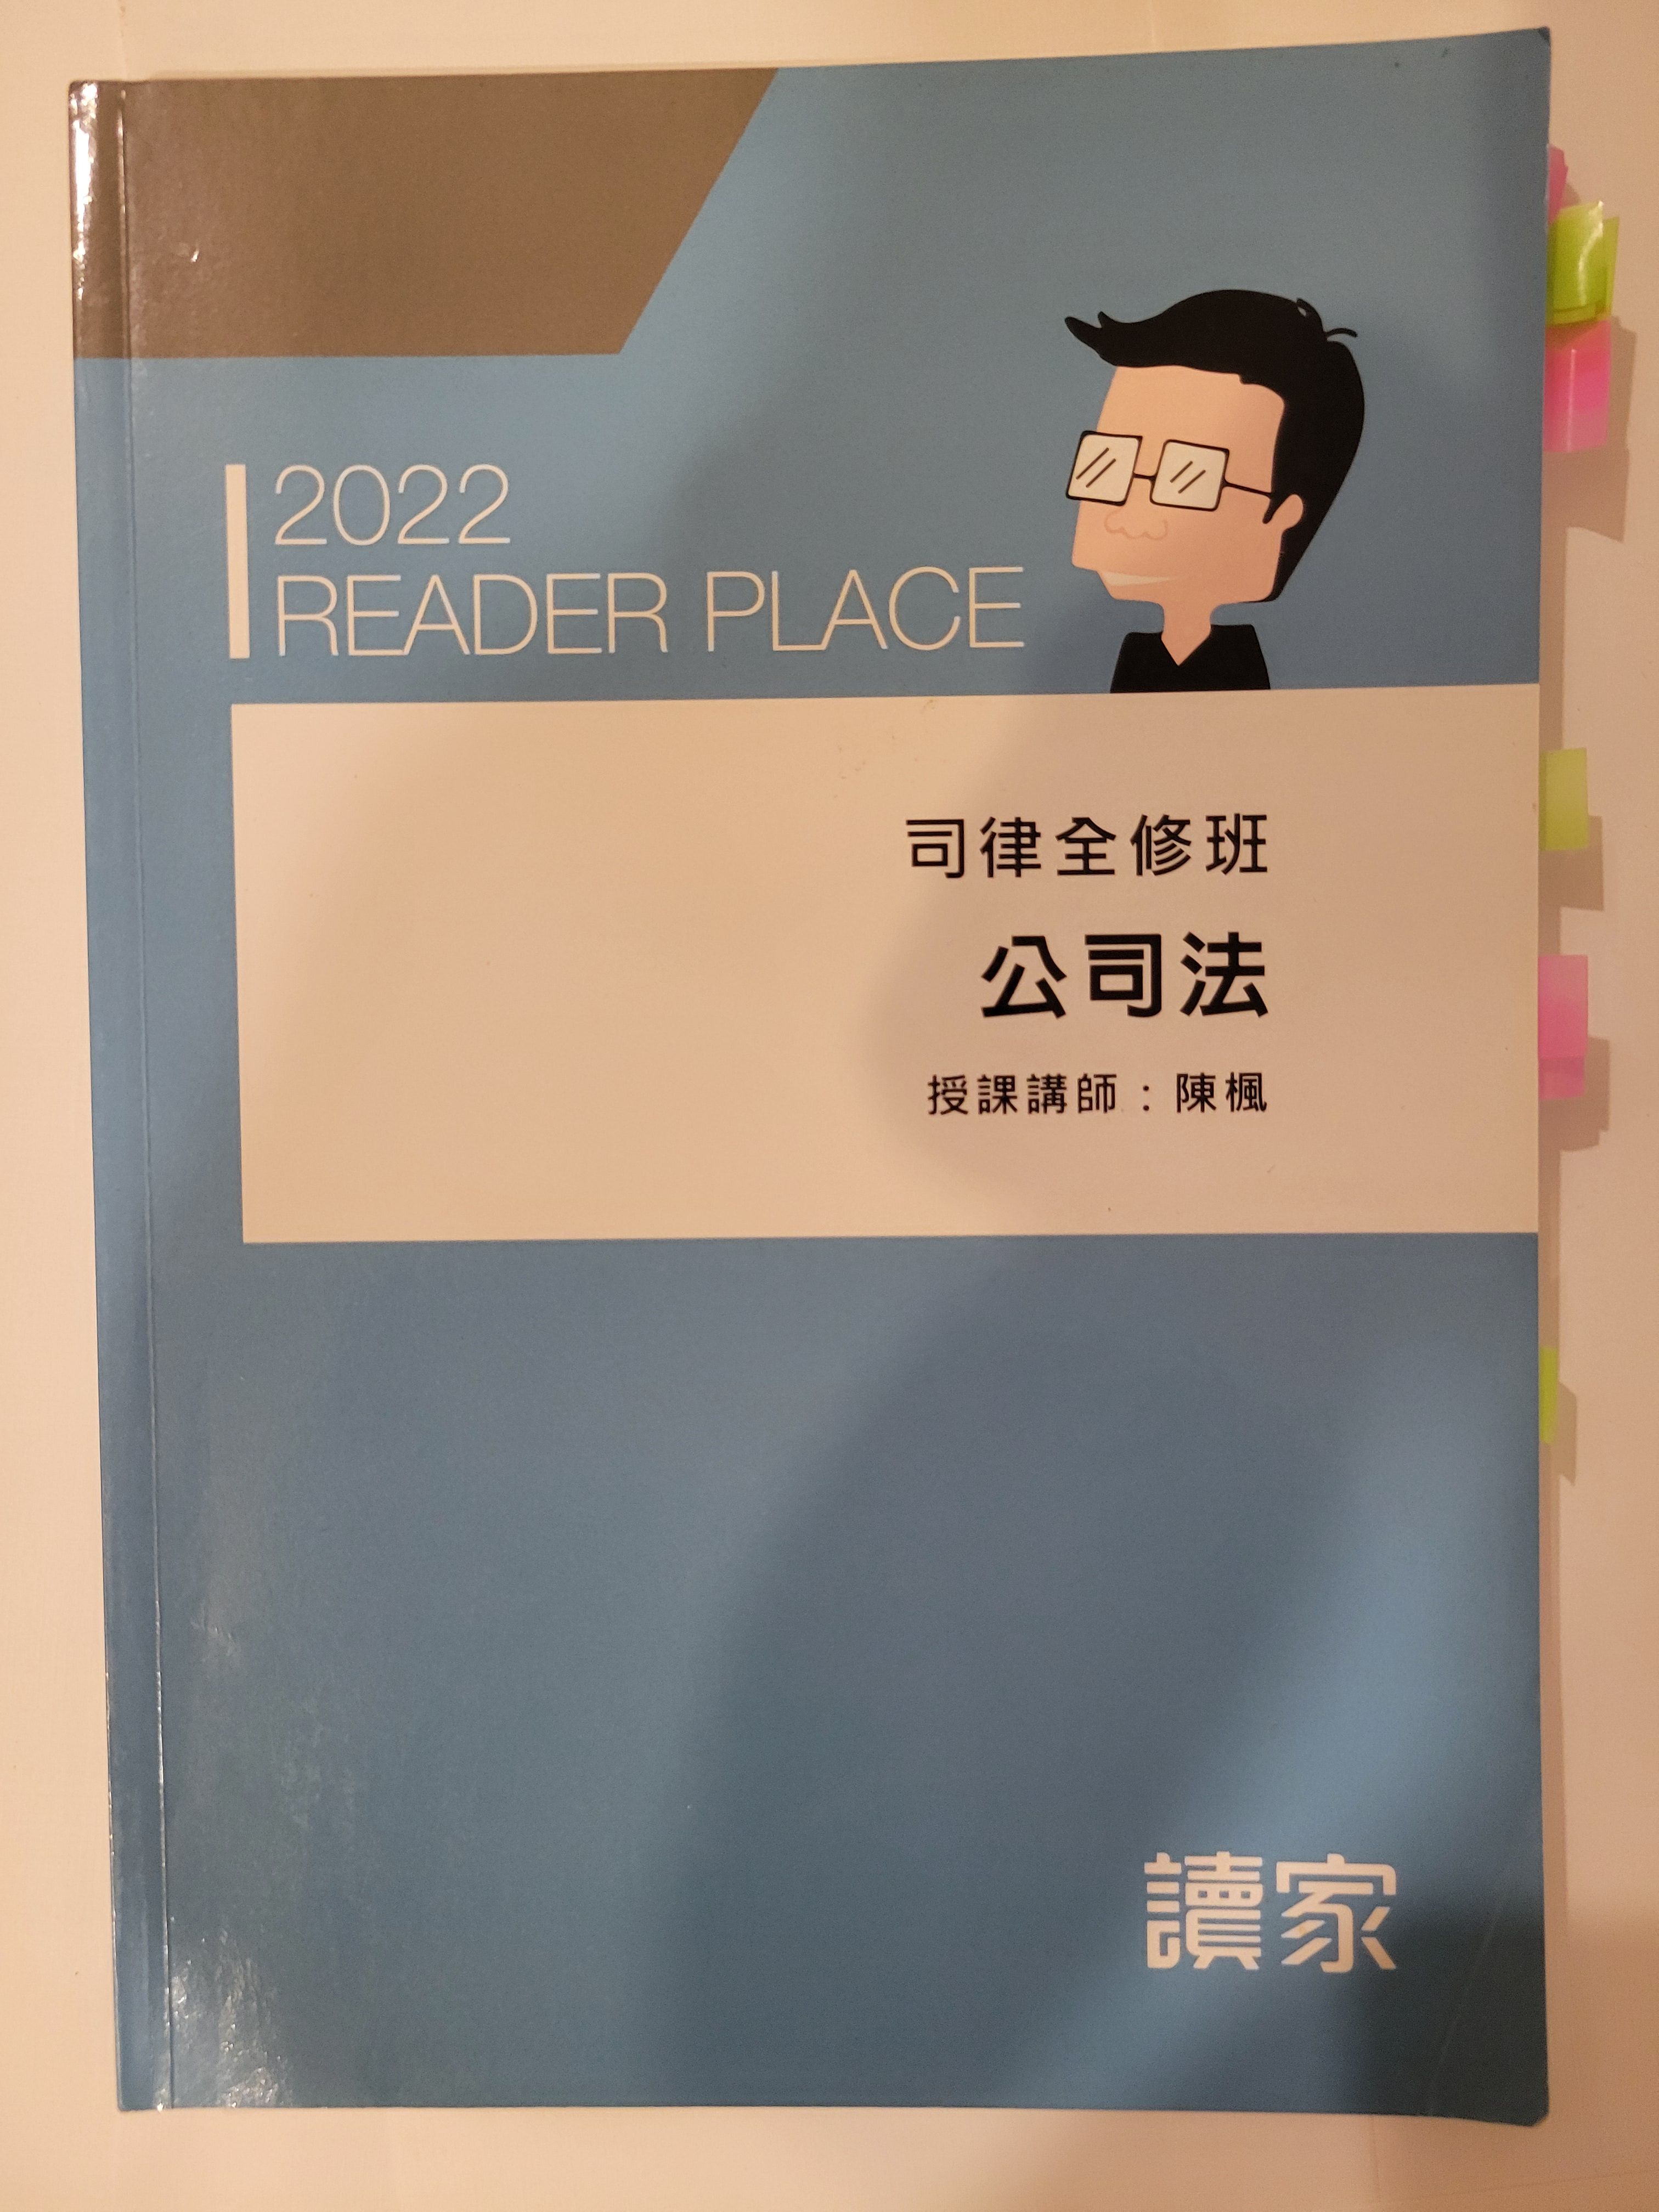 2022
READER PLACE
司律全修班
公司法
授課講師：陳楓
讀家